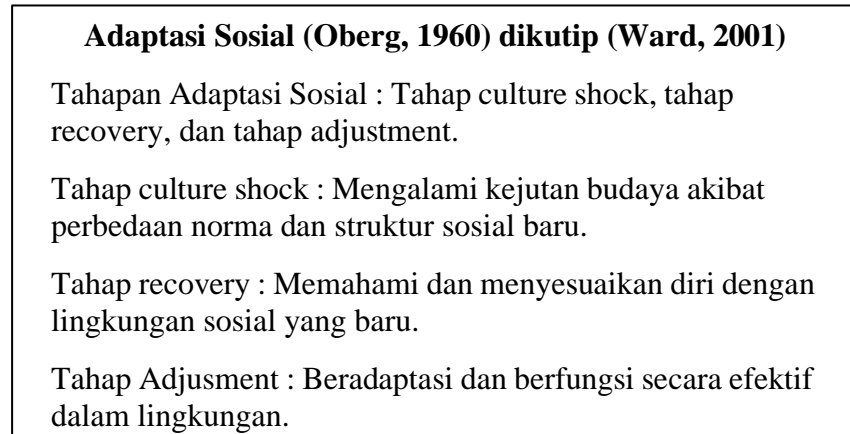 Adaptasi Sosial (Oberg, 1960) dikutip (Ward, 2001)
Tahapan Adaptasi Sosial : Tahap culture shock, tahap
recovery, dan tahap adjustment.
Tahap culture shock : Mengalami kejutan budaya akibat
perbedaan norma dan struktur sosial baru.
Tahap recovery : Memahami dan menyesuaikan diri dengan
lingkungan sosial yang baru.
Tahap Adjusment : Beradaptasi dan berfungsi secara efektif
dalam lingkungan.